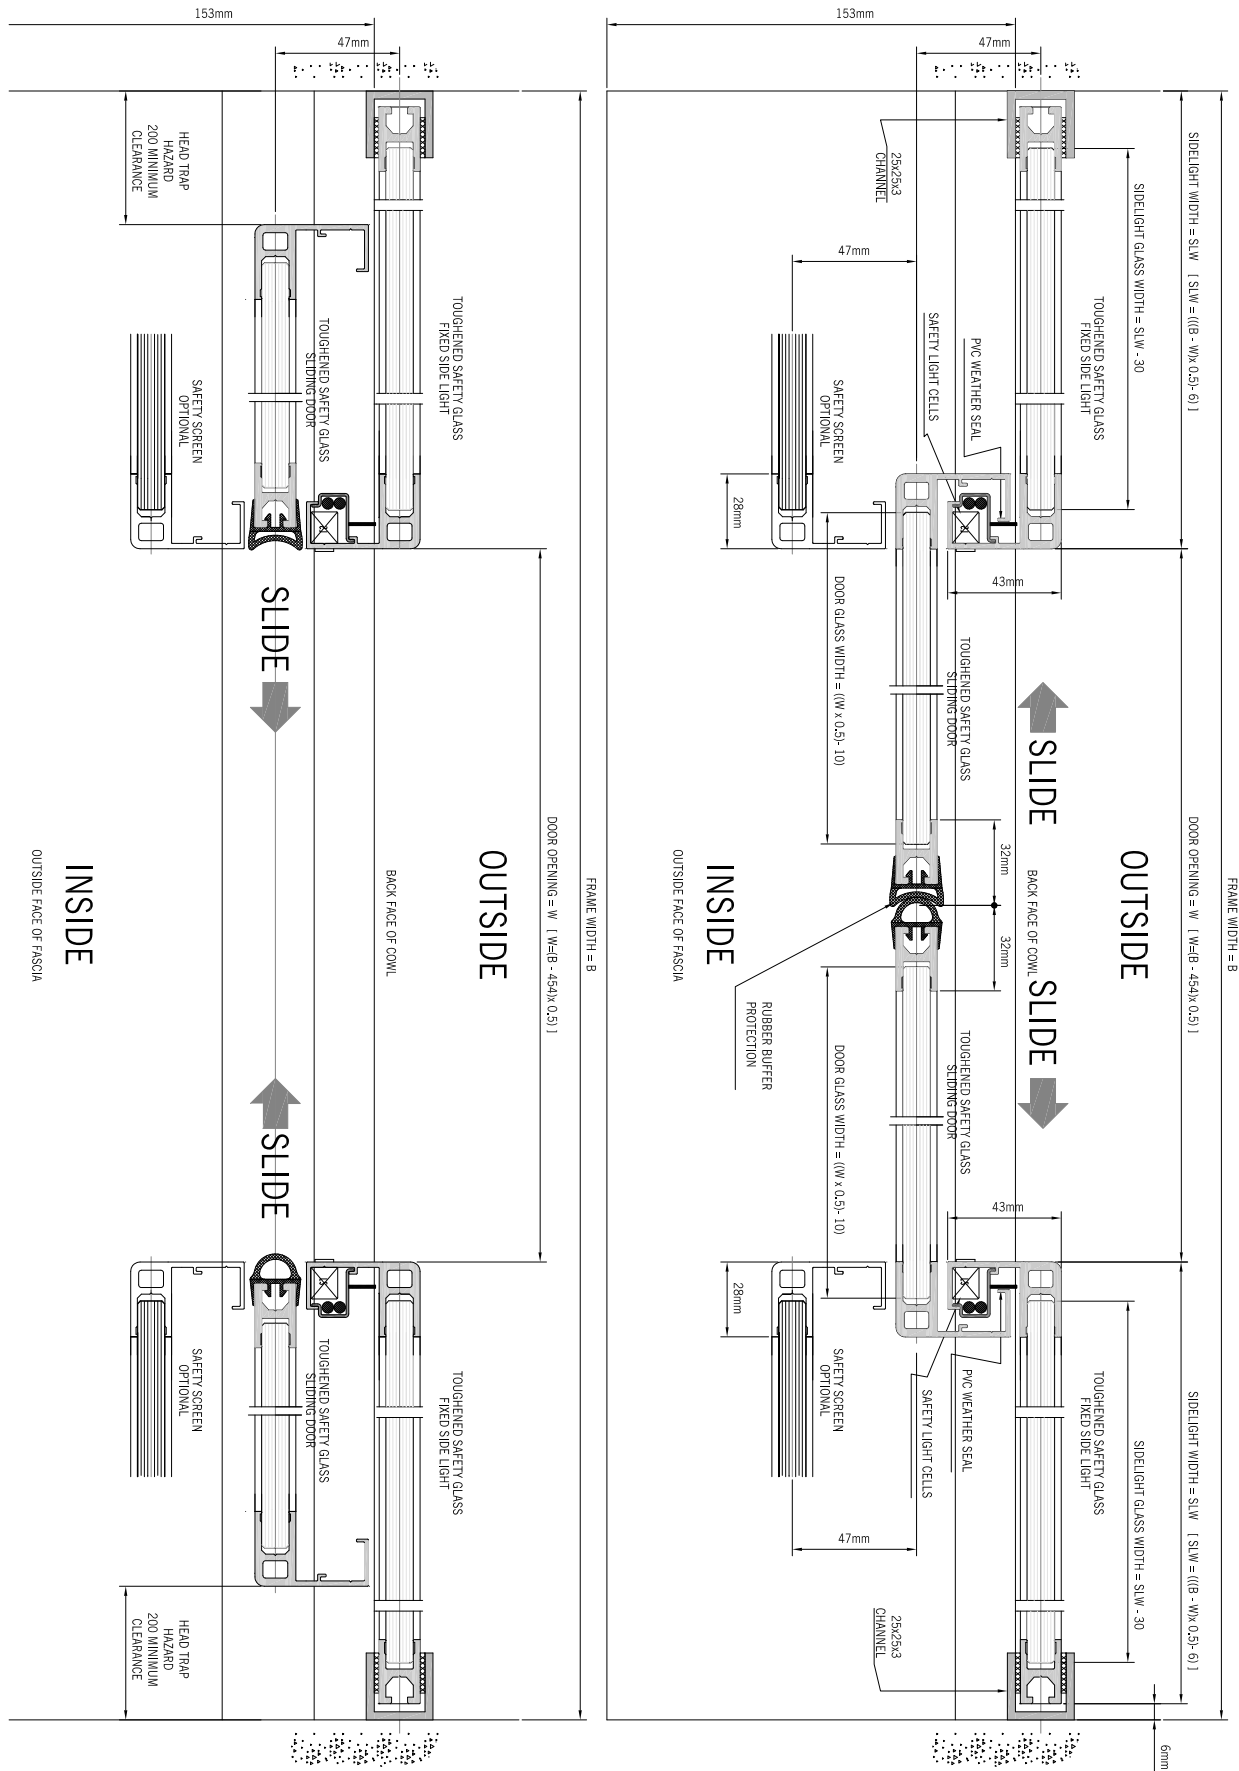 153mm
47mm
153mm
47mm
HEAD TRAP
HAZARD
200 MINIMUM
CLEARANCE
25x25x3
CHANNEL
SIDELIGHT WIDTH = SLW [ SLW = (((B - W)x 0.5)- 6) ]
SIDELIGHT GLASS WIDTH = SLW - 30
47mm
TOUGHENED SAFETY GLASS
FIXED SIDE LIGHT
TOUGHENED SAFETY GLASS
SLIDING DOOR
SAFETY SCREEN
OPTIONAL
TOUGHENED SAFETY GLASS
FIXED SIDE LIGHT
PVC WEATHER SEAL
SAFETY LIGHT CELLS
SAFETY SCREEN
OPTIONAL
28mm
43mm
SLIDE
DOOR GLASS WIDTH = ((W x 0.5)- 10)
TOUGHENED SAFETY GLASS
SLIDING DOOR
SLIDE
32mm
32mm
FRAME WIDTH = B
DOOR OPENING = W [ W=(B - 454)x 0.5) ]
OUTSIDE
BACK FACE OF COWL
INSIDE
OUTSIDE FACE OF FASCIA
FRAME WIDTH = B
DOOR OPENING = W [ W=(B - 454)x 0.5) ]
OUTSIDE
BACK FACE OF COWL
INSIDE
OUTSIDE FACE OF FASCIA
SLIDE
RUBBER BUFFER
PROTECTION
TOUGHENED SAFETY GLASS
SLIDING DOOR
DOOR GLASS WIDTH = ((W x 0.5)- 10)
SLIDE
43mm
28mm
TOUGHENED SAFETY GLASS
FIXED SIDE LIGHT
TOUGHENED SAFETY GLASS
SLIDING DOOR
SAFETY SCREEN
OPTIONAL
TOUGHENED SAFETY GLASS
FIXED SIDE LIGHT
PVC WEATHER SEAL
SAFETY LIGHT CELLS
SAFETY SCREEN
OPTIONAL
SIDELIGHT WIDTH = SLW [ SLW = (((B - W)x 0.5)- 6) ]
SIDELIGHT GLASS WIDTH = SLW - 30
47mm
HEAD TRAP
HAZARD
200 MINIMUM
CLEARANCE
25x25x3
CHANNEL
6mm